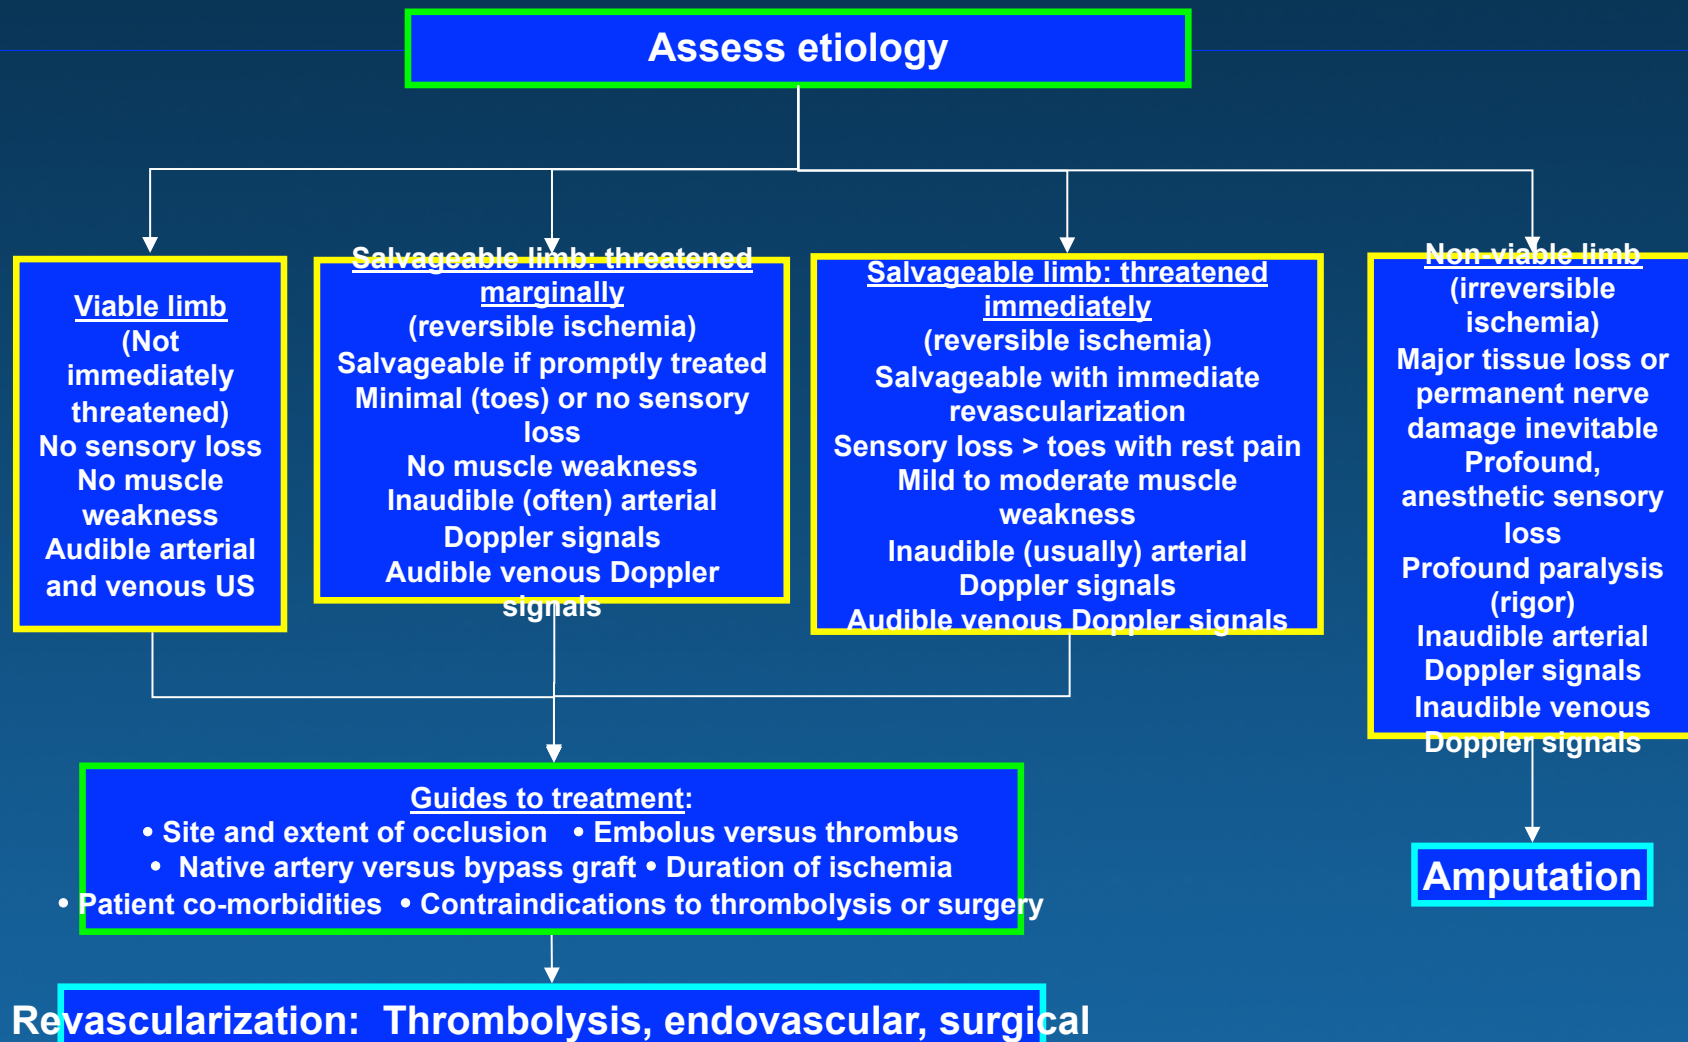 Assess etiology
Viable limb
(Not
immediately
threatened)
No sensory loss
No muscle
weakness
Audible arterial
and venous US
Salvageable limb: threatened
marginally
(reversible ischemia)
Salvageable if promptly treated
Minimal (toes) or no sensory
loss
No muscle weakness
Inaudible (often) arterial
Doppler signals
Audible venous Doppler
signals
Salvageable limb: threatened
immediately
(reversible ischemia)
Salvageable with immediate
revascularization
Sensory loss > toes with rest pain
Mild to moderate muscle
weakness
Inaudible (usually) arterial
Doppler signals
Audible venous Doppler signals
Non-viable limb
(irreversible
ischemia)
Major tissue loss or
permanent nerve
damage inevitable
Profound,
anesthetic sensory
loss
Profound paralysis
(rigor)
Inaudible arterial
Doppler signals
Inaudible venous
Doppler signals
Guides to treatment:
• Site and extent of occlusion • Embolus versus thrombus
• Native artery versus bypass graft • Duration of ischemia
• Patient co-morbidities • Contraindications to thrombolysis or surgery
Amputation
Revascularization: Thrombolysis, endovascular, surgical